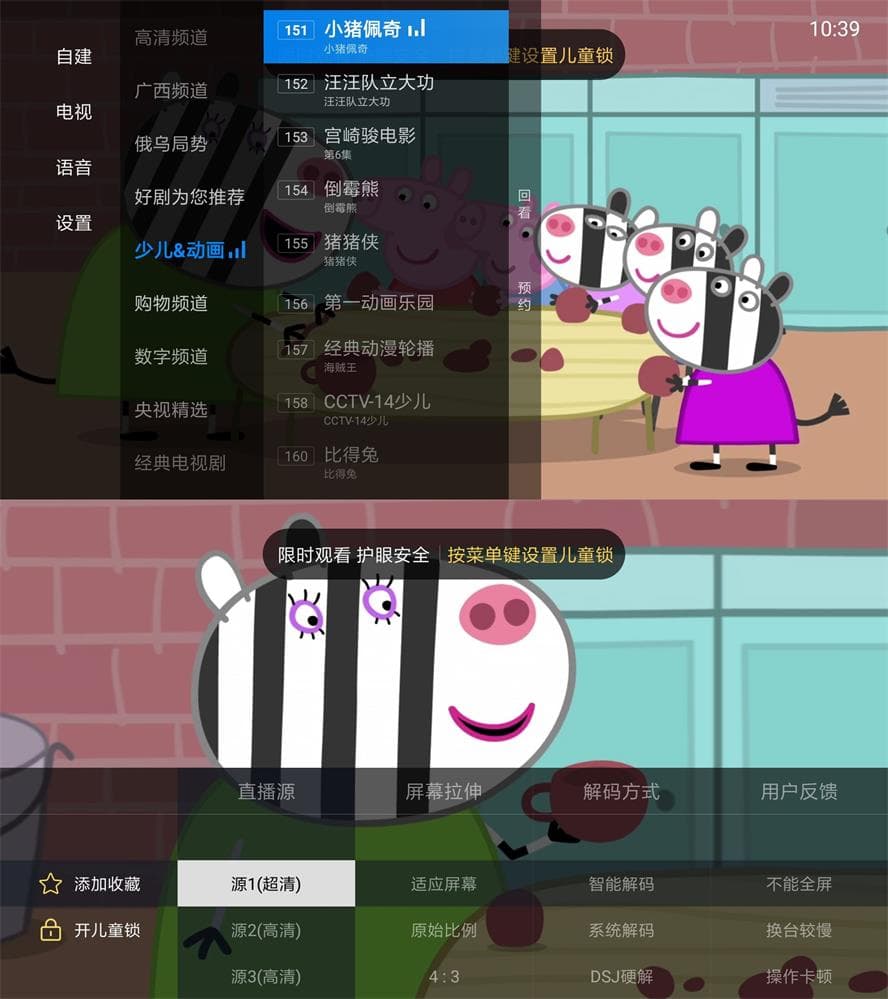 10:39
自建
电视
语音
设置
高清频道
广西频道
俄乌局势
好剧为您推荐
少儿&动画
购物频道
数字频道
央视精选
经典电视剧
151 小猪佩奇
小猪佩奇
152 汪汪队立大功
汪汪队立大功
153 宫崎骏电影
第6集
154 倒霉熊
倒霉熊
155 猪猪侠
猪猪侠
156 第一动画乐园
157 经典动漫轮播
海贼王
158 CCTV-14少儿
CCTV-14少儿
160 比得兔
比得兔
回看
预约
键设置儿童锁
限时观看 护眼安全 按菜单键设置儿童锁
直播源 屏幕拉伸 解码方式 用户反馈
添加收藏 源1(超清) 适应屏幕 智能解码 不能全屏
开儿童锁 源2(高清) 原始比例 系统解码 换台较慢
源3(高清) 4:3 DSJ硬解 操作卡顿